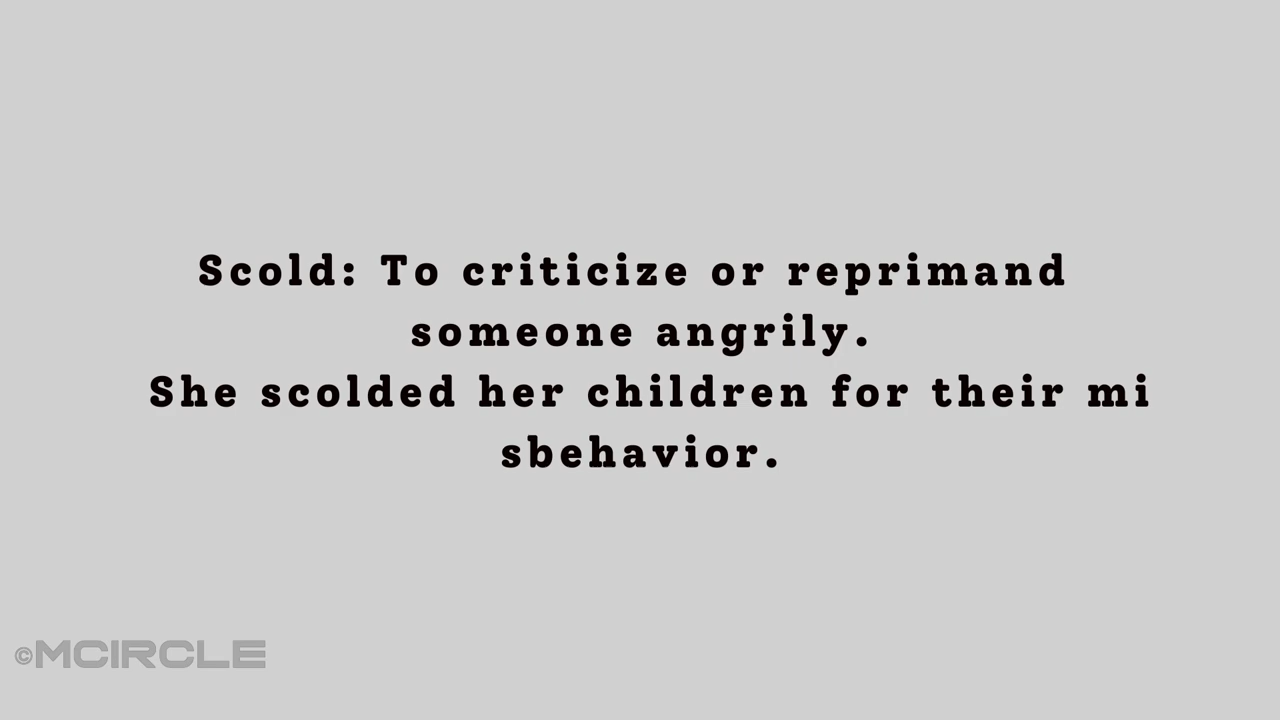 Scold: To criticize or reprimand
someone angrily.
She scolded her children for their mi
sbehavior.
©MCIRCLE